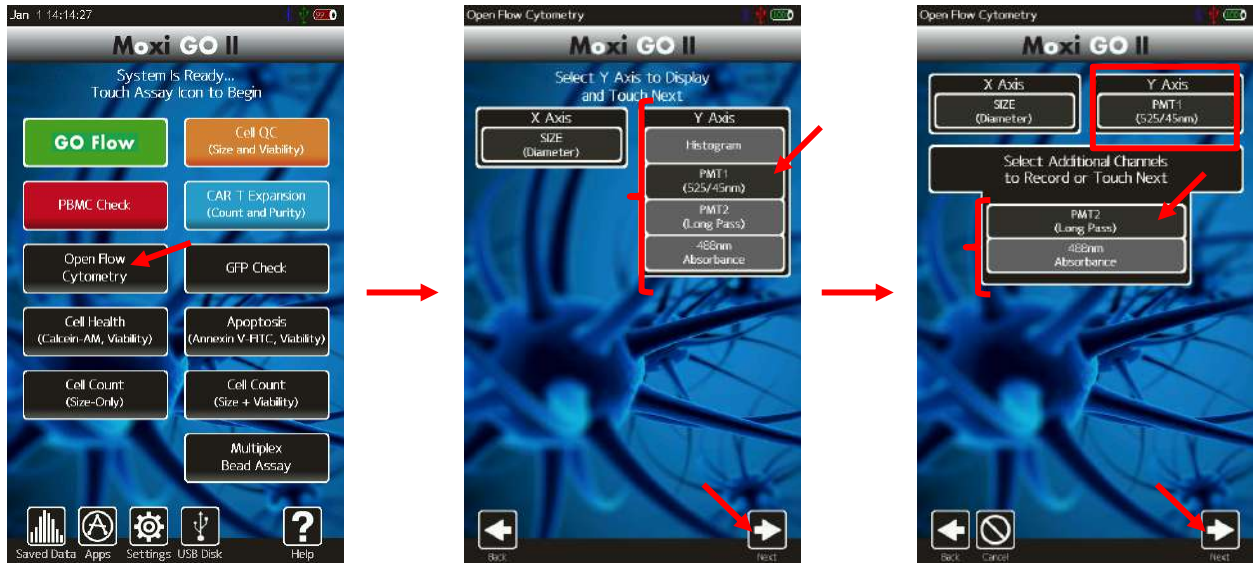 Jan 1 14:14:27
Moxi GO II
System Is Ready...
Touch Assay Icon to Begin
GO Flow
Cell QC
(Size and Viability)
PBMC Check
CAR T Expansion
(Count and Purity)
Open Flow
Cytometry
GFP Check
Cell Health
(Calcein-AM, Viability)
Apoptosis
(Annexin V-FITC, Viability)
Cell Count
(Size-Only)
Cell Count
(Size + Viability)
Multiplex
Bead Assay
Saved Data
Apps
Settings
USB Disk
Help
Open Flow Cytometry
Moxi GO II
Select Y Axis to Display
and Touch Next
X Axis
SIZE
(Diameter)
Y Axis
Histogram
PMT1
(525/45nm)
PMT2
(Long Pass)
488nm
Absorbance
Back
Next
Open Flow Cytometry
Moxi GO II
X Axis
SIZE
(Diameter)
Y Axis
PMT1
(525/45nm)
Select Additional Channels
to Record or Touch Next
PMT2
(Long Pass)
488nm
Absorbance
Back
Cancel
Next